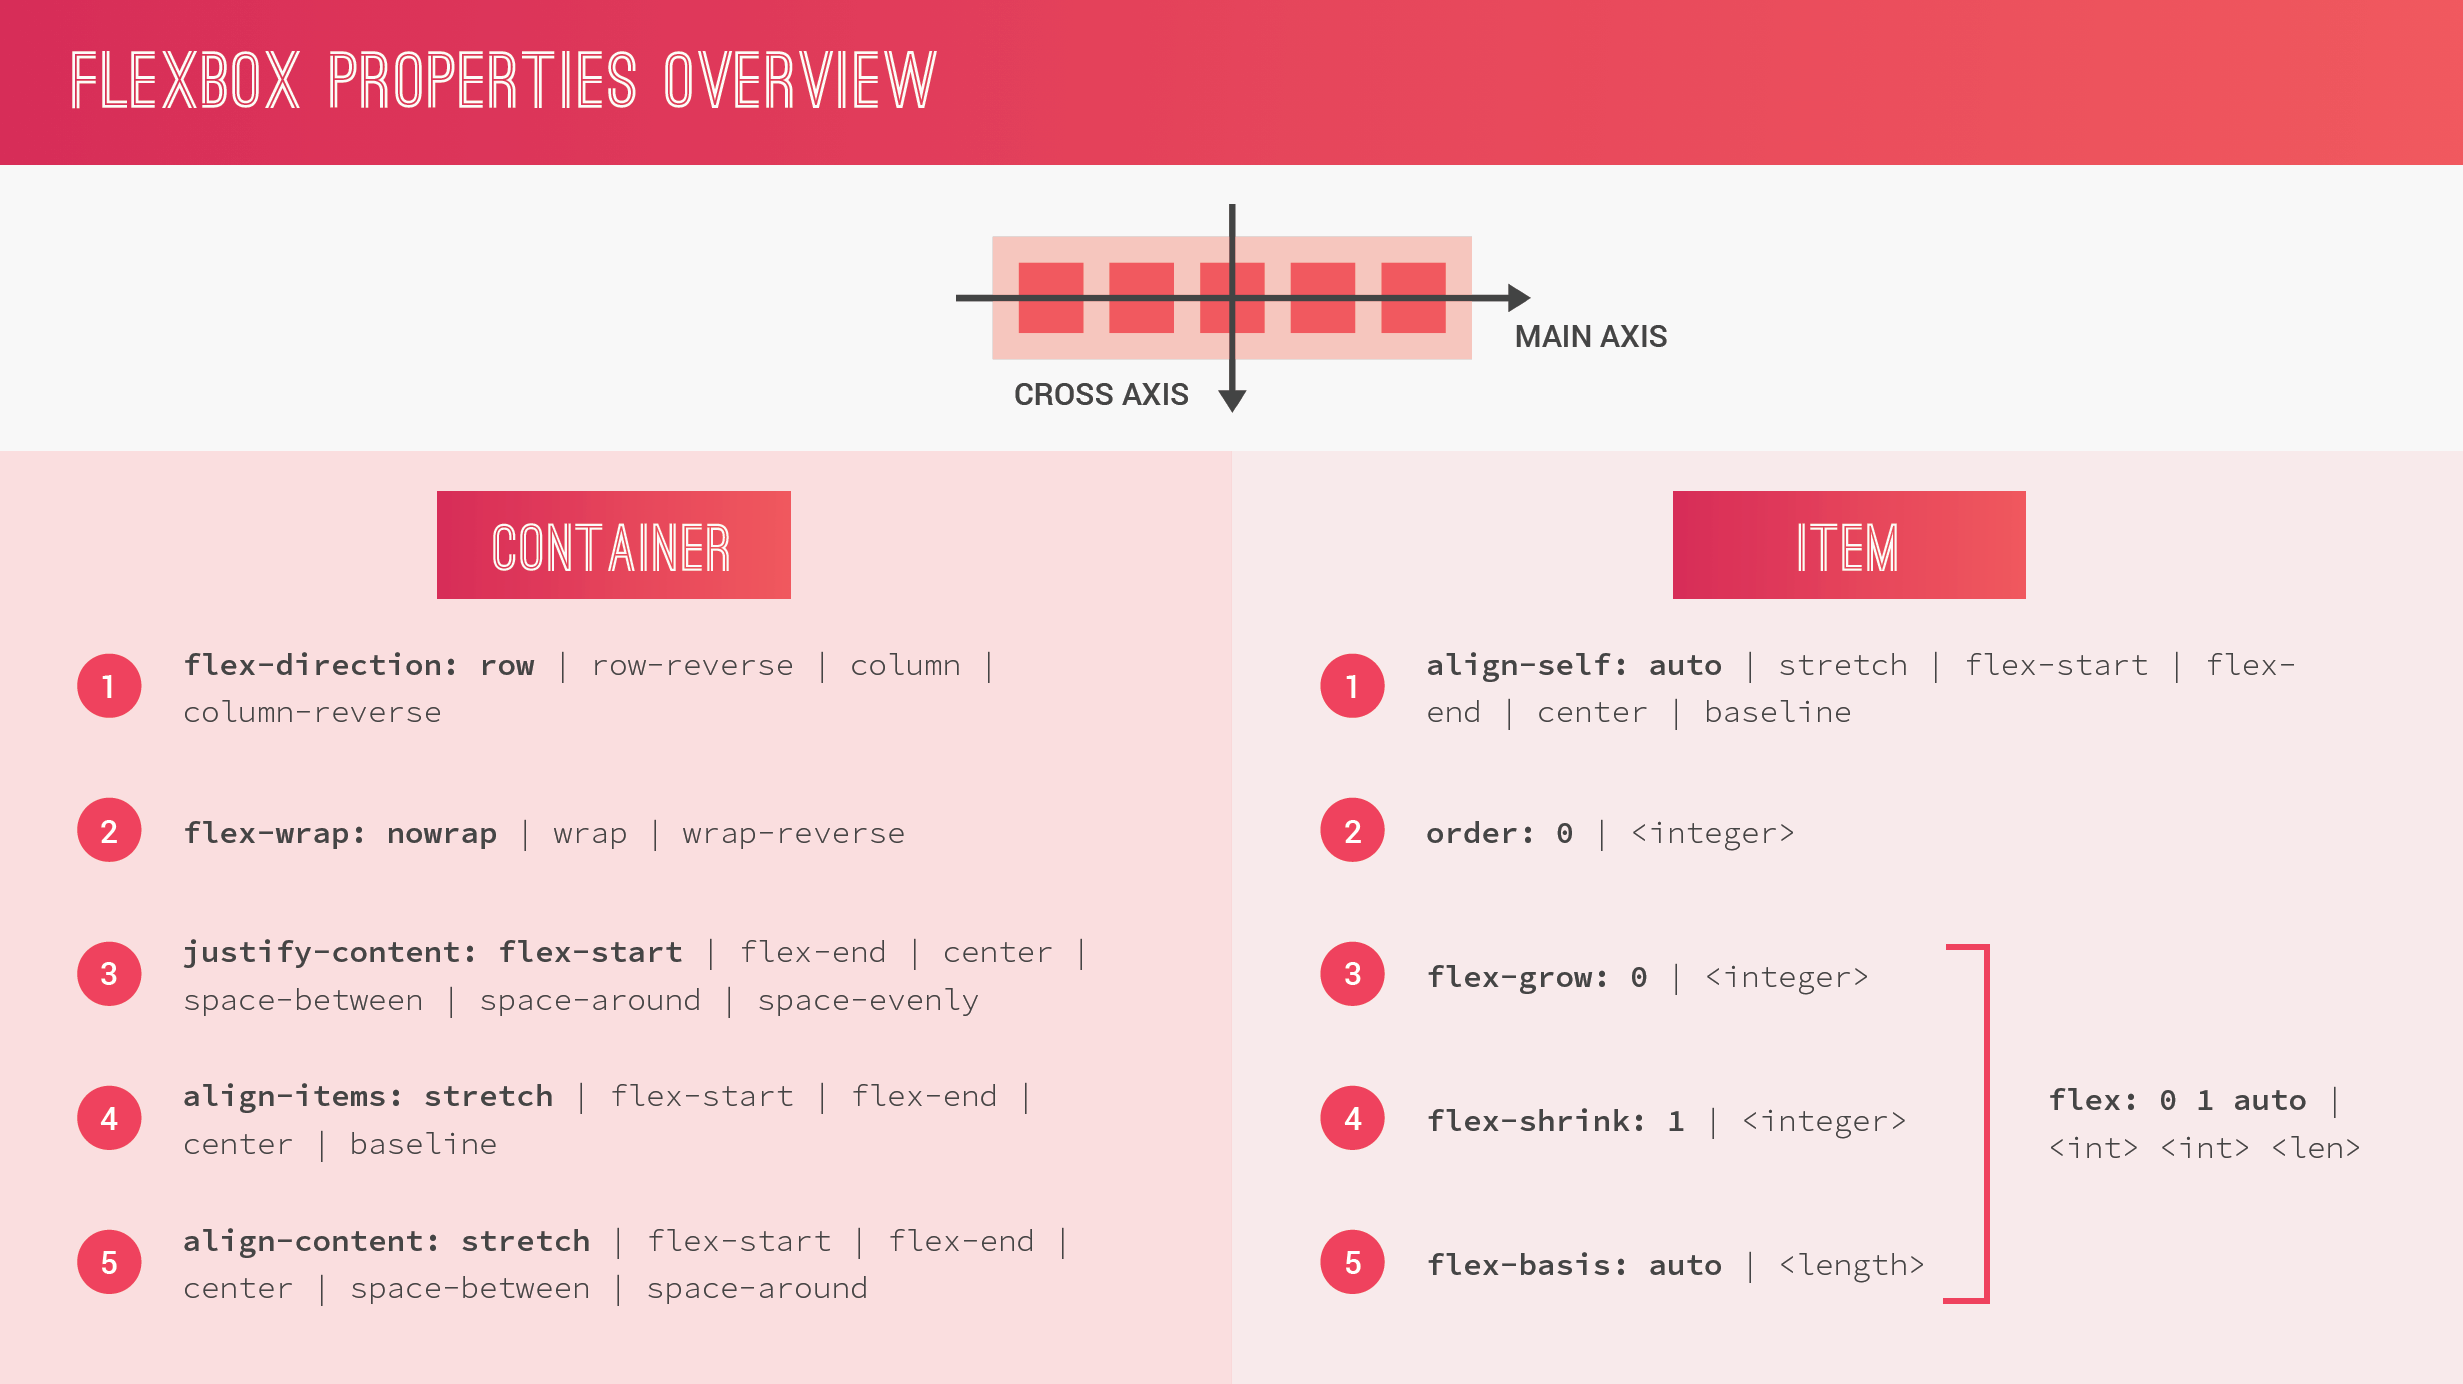 FLEXBOX PROPERTIES OVERVIEW
MAIN AXIS
CROSS AXIS
CONTAINER
1
flex-direction: row | row-reverse | column |
column-reverse
2
flex-wrap: nowrap | wrap | wrap-reverse
3
justify-content: flex-start | flex-end | center |
space-between | space-around | space-evenly
4
align-items: stretch | flex-start | flex-end |
center | baseline
5
align-content: stretch | flex-start | flex-end |
center | space-between | space-around
ITEM
1
align-self: auto | stretch | flex-start | flex-
end | center | baseline
2
order: 0 | <integer>
3
flex-grow: 0 | <integer>
4
flex-shrink: 1 | <integer>
5
flex-basis: auto | <length>
flex: 0 1 auto |
<int> <int> <len>